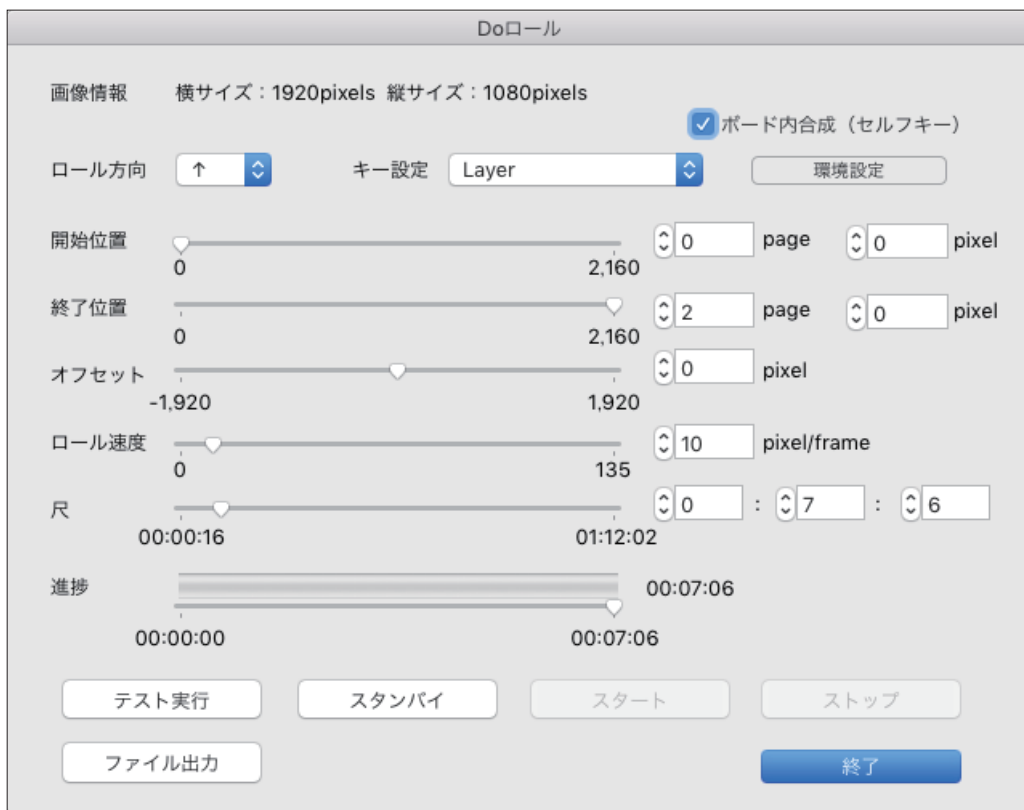 Doロール
画像情報 横サイズ：1920pixels 縦サイズ：1080pixels
ボード内合成（セルフキー）
ロール方向 ↑ キー設定 Layer 環境設定
開始位置 0 page 0 pixel
0 2,160
終了位置 2 page 0 pixel
0 2,160
オフセット 0 pixel
-1,920 1,920
ロール速度 10 pixel/frame
0 135
尺 0 : 7 : 6
00:00:16 01:12:02
進捗 00:07:06
00:00:00 00:07:06
テスト実行 スタンバイ スタート ストップ
ファイル出力 終了